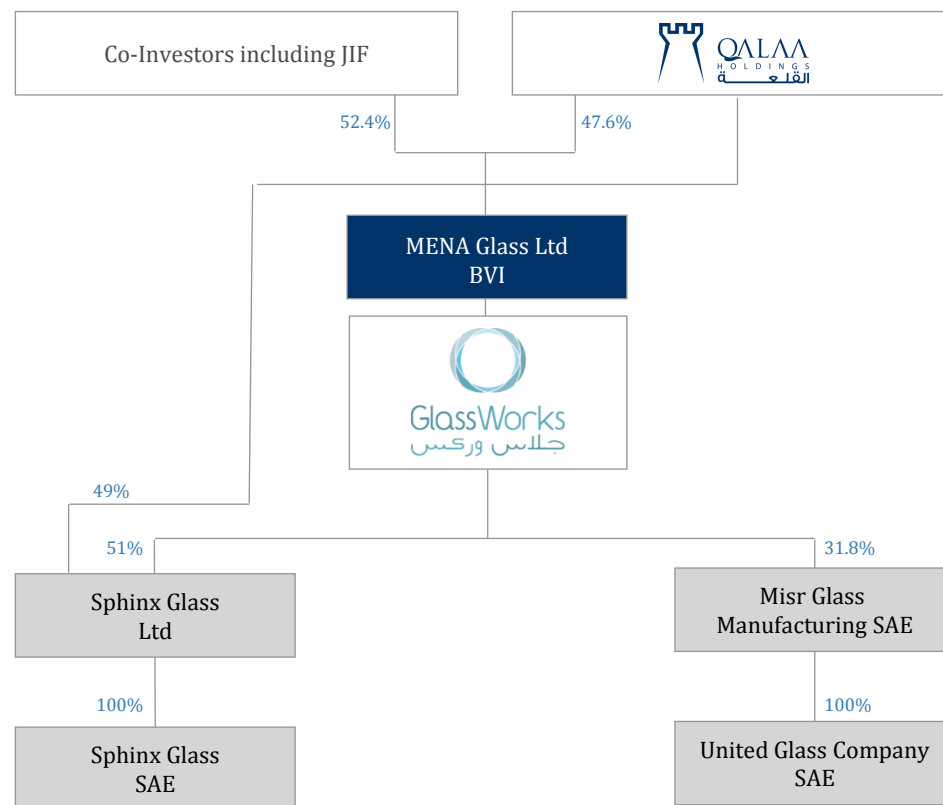 Co-Investors including JIF
QALAA
HOLDINGS
القلعة
52.4%
47.6%
MENA Glass Ltd
BVI
GlassWorks
جلاس وركس
49%
51%
31.8%
Sphinx Glass
Ltd
Misr Glass
Manufacturing SAE
100%
100%
Sphinx Glass
SAE
United Glass Company
SAE